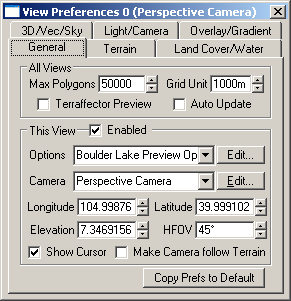 View Preferences 0 (Perspective Camera)
3D/Vec/Sky Light/Camera Overlay/Gradient
General Terrain Land Cover/Water
All Views
Max Polygons 50000 Grid Unit 1000m
Terraffector Preview Auto Update
This View Enabled
Options Boulder Lake Preview Op Edit...
Camera Perspective Camera Edit...
Longitude 104.99876 Latitude 39.999102
Elevation 7.3469156 HFOV 45°
Show Cursor Make Camera follow Terrain
Copy Prefs to Default